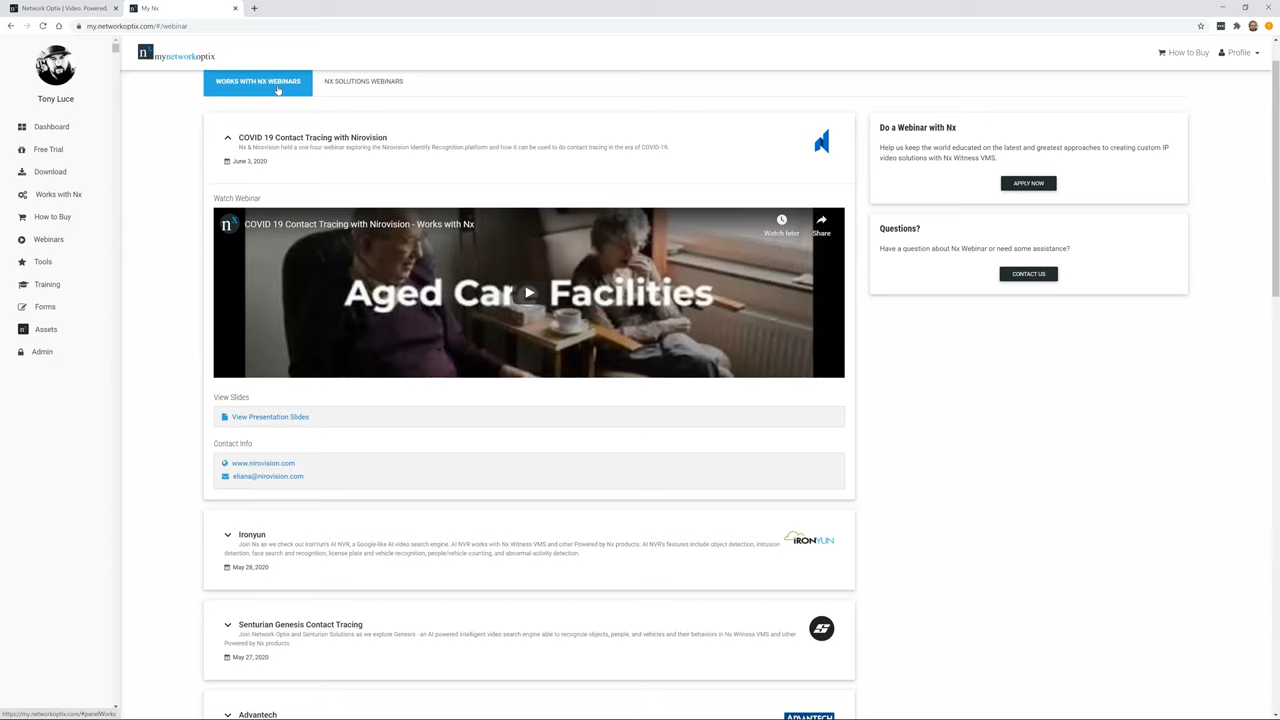 Network Optix | Video. Powered.
My Nx
my.networkoptix.com/#/webinar
Tony Luce
Dashboard
Free Trial
Download
Works with Nx
How to Buy
Webinars
Tools
Training
Forms
Assets
Admin
nx mynetworkoptix
How to Buy
Profile
WORKS WITH NX WEBINARS
NX SOLUTIONS WEBINARS
COVID 19 Contact Tracing with Nirovision
Nx & Nirovision held a one hour webinar exploring the Nirovision Identify Recognition platform and how it can be used to do contact tracing in the era of COVID-19.
June 3, 2020
Watch Webinar
nx COVID 19 Contact Tracing with Nirovision - Works with Nx
Watch later
Share
Aged Care Facilities
View Slides
View Presentation Slides
Contact Info
www.nirovision.com
eliana@nirovision.com
Ironyun
Join Nx as we check out IronYun's AI NVR, a Google-like AI video search engine. AI NVR works with Nx Witness VMS and other Powered by Nx products. AI NVR's features include object detection, intrusion
detection. face search and recognition, license plate and vehicle recognition, people/vehicle counting, and abnormal-activity detection.
May 28, 2020
IRONYUN
Senturian Genesis Contact Tracing
Join Network Optix and Senturian Solutions as we explore Genesis - an AI powered intelligent video search engine able to recognize objects, people, and vehicles and their behaviors in Nx Witness VMS and other
Powered by Nx products.
May 27, 2020
Advantech
ADVANTECH
Do a Webinar with Nx
Help us keep the world educated on the latest and greatest approaches to creating custom IP
video solutions with Nx Witness VMS.
APPLY NOW
Questions?
Have a question about Nx Webinar or need some assistance?
CONTACT US
https://my.networkoptix.com/#panelWorks